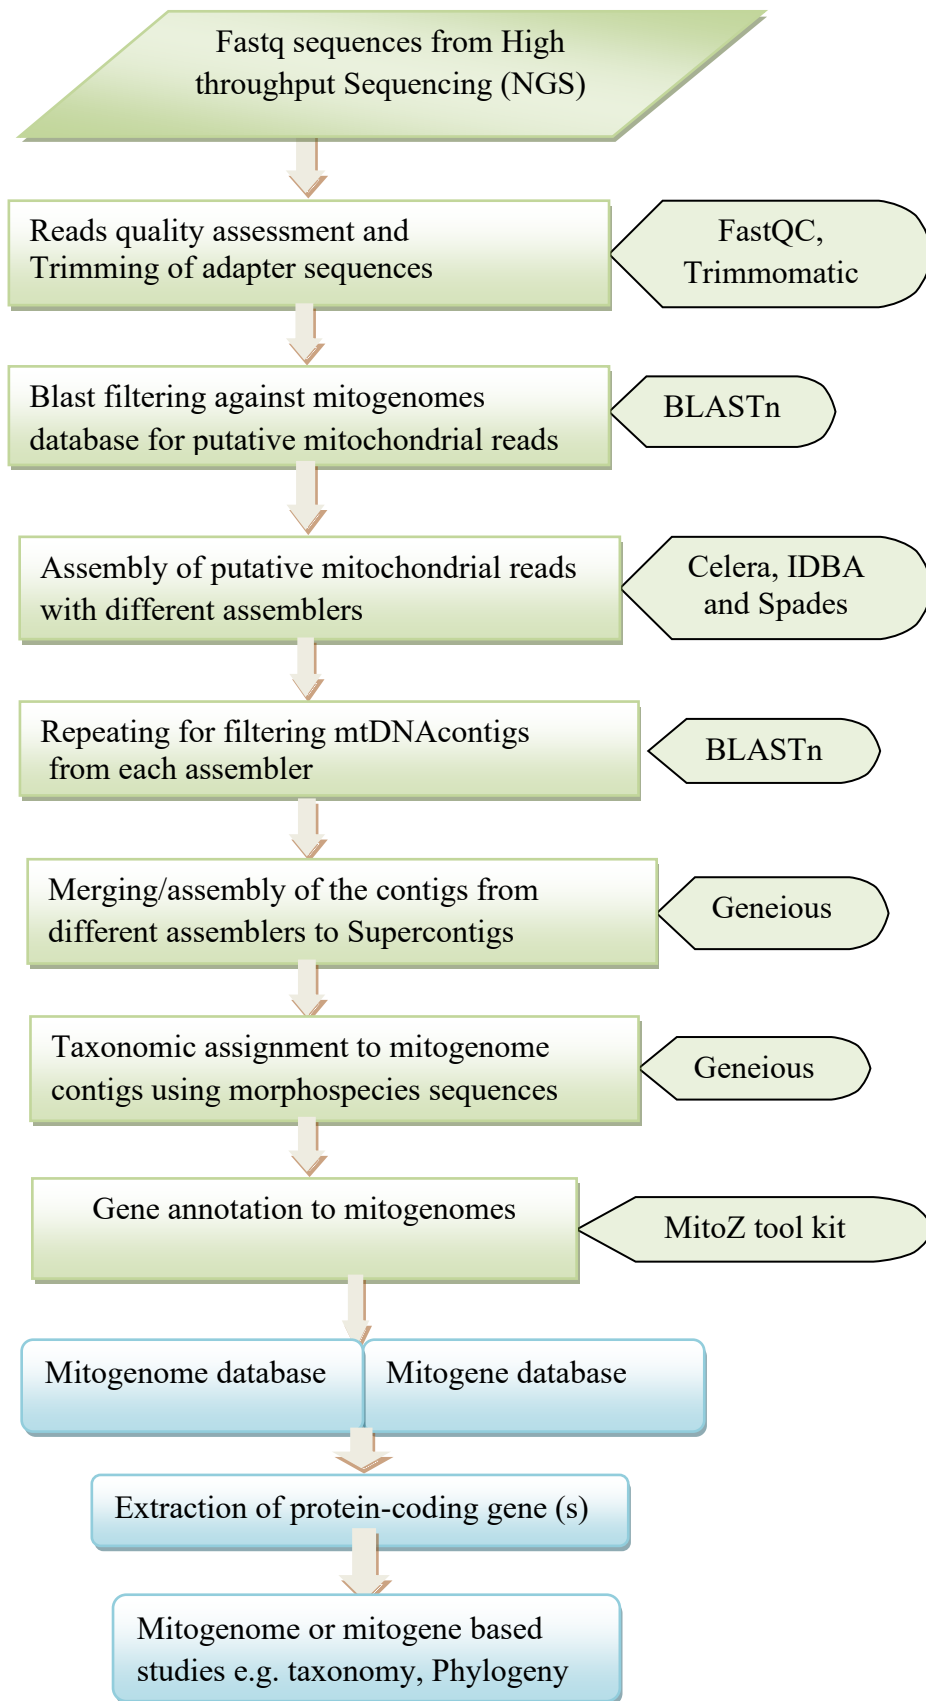 Fastq sequences from High
throughput Sequencing (NGS)
Reads quality assessment and
Trimming of adapter sequences
FastQC,
Trimmomatic
Blast filtering against mitogenomes
database for putative mitochondrial reads
BLASTn
Assembly of putative mitochondrial reads
with different assemblers
Celera, IDBA
and Spades
Repeating for filtering mtDNAcontigs
from each assembler
BLASTn
Merging/assembly of the contigs from
different assemblers to Supercontigs
Geneious
Taxonomic assignment to mitogenome
contigs using morphospecies sequences
Geneious
Gene annotation to mitogenomes
MitoZ tool kit
Mitogenome database
Mitogene database
Extraction of protein-coding gene (s)
Mitogenome or mitogene based
studies e.g. taxonomy, Phylogeny